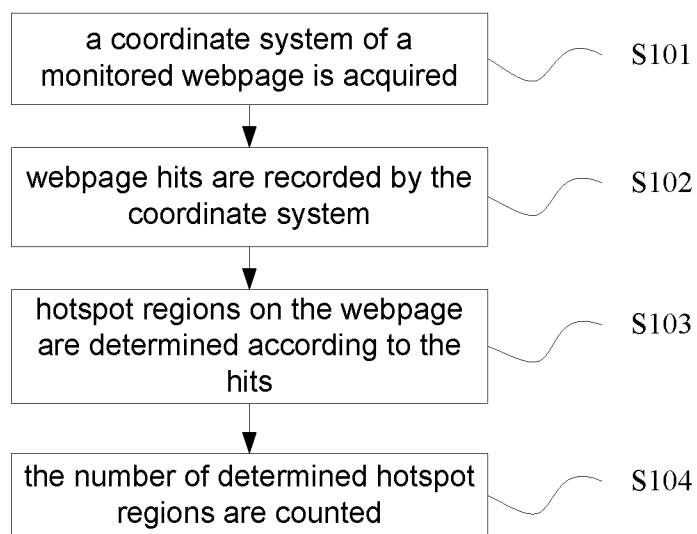 a coordinate system of a
monitored webpage is acquired
S101
webpage hits are recorded by the
coordinate system
S102
hotspot regions on the webpage
are determined according to the
hits
S103
the number of determined hotspot
regions are counted
S104